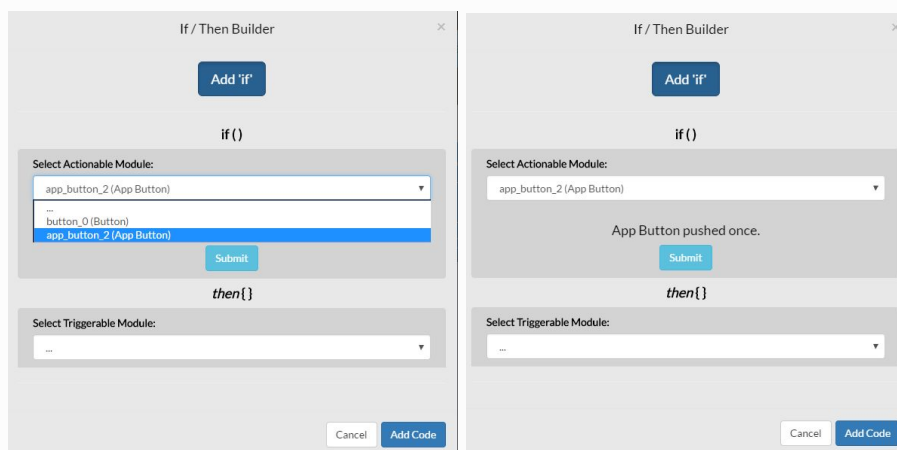 If / Then Builder
×
Add 'if'
if ( )
Select Actionable Module:
app_button_2 (App Button)
...
button_0 (Button)
app_button_2 (App Button)
Submit
then { }
Select Triggerable Module:
...
Cancel
Add Code
If / Then Builder
×
Add 'if'
if ( )
Select Actionable Module:
app_button_2 (App Button)
App Button pushed once.
Submit
then { }
Select Triggerable Module:
...
Cancel
Add Code